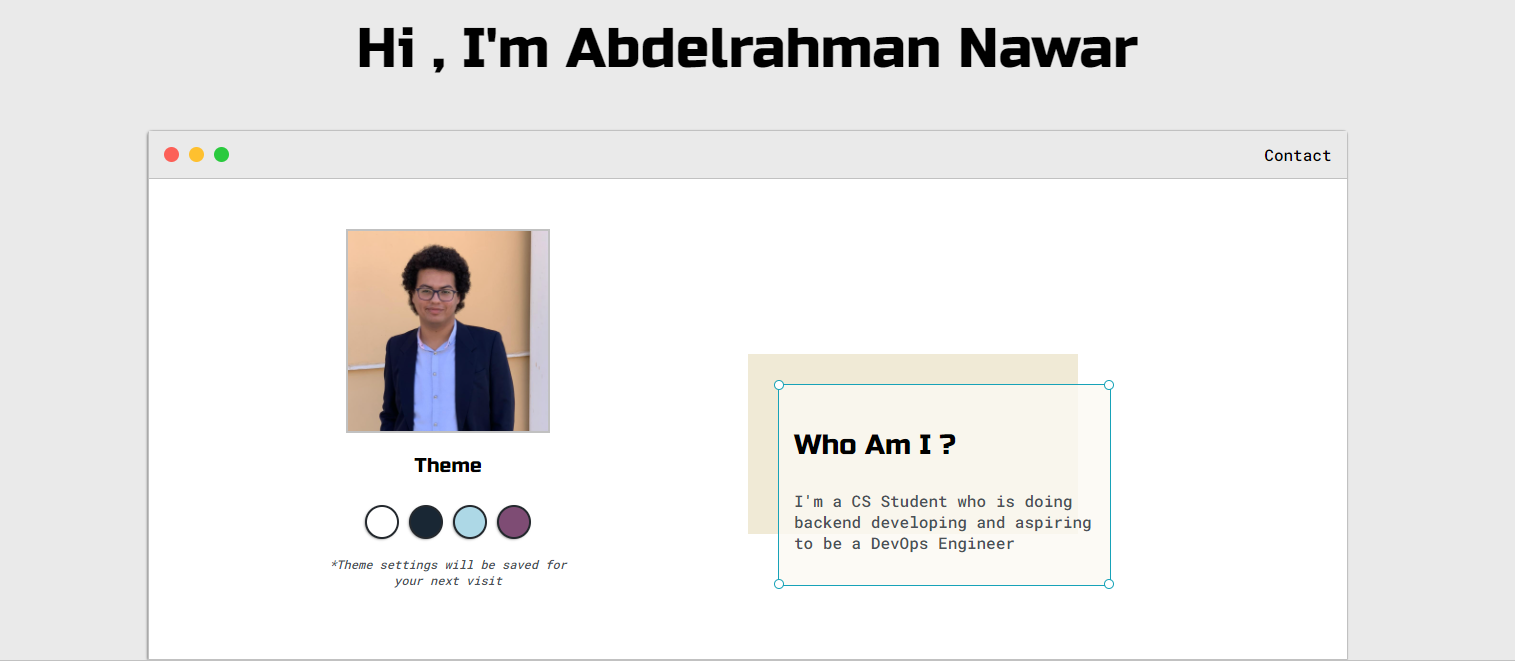 Hi , I'm Abdelrahman Nawar
Contact
Theme
*Theme settings will be saved for
your next visit
Who Am I ?
I'm a CS Student who is doing
backend developing and aspiring
to be a DevOps Engineer